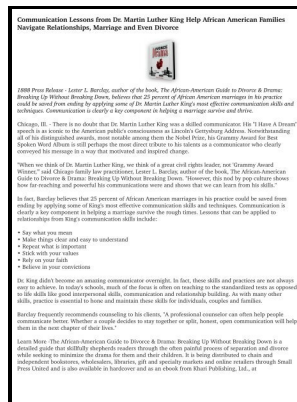 Communication Lessons from Dr. Martin Luther King Help African American Families
Navigate Relationships, Marriage and Even Divorce
1888 Press Release - Lester L. Barclay, author of the book, The African-American Guide to Divorce & Drama:
Breaking Up Without Breaking Down, believes that 25 percent of African American marriages in his practice
could be saved from ending by applying some of Dr. Martin Luther King's most effective communication skills and
techniques. Communication is clearly a key component in helping a marriage survive and thrive.
Chicago, Ill. - There is no doubt that Dr. Martin Luther King was a skilled communicator. His "I Have A Dream"
speech is as iconic to the American public's consciousness as Lincoln's Gettysburg Address. Notwithstanding
all of his distinguished awards, most notable among them the Nobel Prize, his Grammy Award for Best
Spoken Word Album is still perhaps the most direct tribute to his talents as a communicator who clearly
conveyed his message in a way that motivated and inspired change.
"When we think of Dr. Martin Luther King, we think of a great civil rights leader, not 'Grammy Award
Winner,'" said Chicago family law practitioner, Lester L. Barclay, author of the book, The African-American
Guide to Divorce & Drama: Breaking Up Without Breaking Down. "However, this nod by pop culture shows
how far-reaching and powerful his communications were and shows that we can learn from his skills."
In fact, Barclay believes that 25 percent of African American marriages in his practice could be saved from
ending by applying some of King's most effective communication skills and techniques. Communication is
clearly a key component in helping a marriage survive the rough times. Lessons that can be applied to
relationships from King's communication skills include:
• Say what you mean
• Make things clear and easy to understand
• Repeat what is important
• Stick with your values
• Rely on your faith
• Believe in your convictions
Dr. King didn't become an amazing communicator overnight. In fact, these skills and practices are not always
easy to achieve. In today's schools, much of the focus is often on teaching to the standardized tests as opposed
to life skills like good interpersonal skills, communication and relationship building. As with many other
skills, practice is essential to hone and maintain these skills for individuals, couples and families.
Barclay frequently recommends counseling to his clients, "A professional counselor can often help people
communicate better. Whether a couple decides to stay together or split, honest, open communication will help
them in the next chapter of their lives."
Learn More -The African-American Guide to Divorce & Drama: Breaking Up Without Breaking Down is a
detailed guide that skillfully shepherds readers through the often painful process of separation and divorce
while seeking to minimize the drama for them and their children. It is being distributed to chain and
independent bookstores, wholesalers, libraries, gift and specialty markets and online retailers through Small
Press United and is also available in hardcover and as an ebook from Khari Publishing, Ltd., at